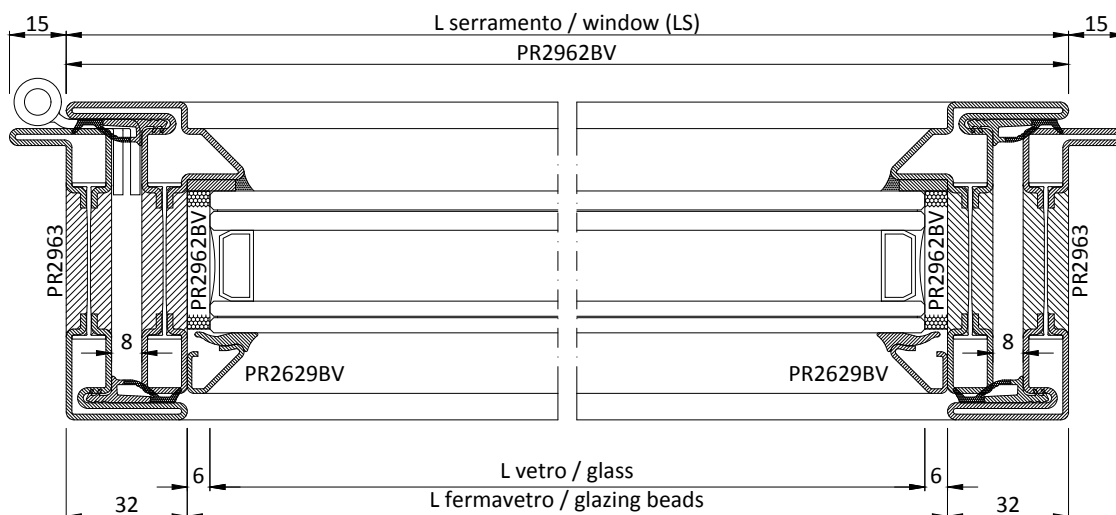 15 L serramento / window (LS) 15
PR2962BV
PR2963 PR2962BV PR2962BV PR2963
8 8
PR2629BV PR2629BV
6 L vetro / glass 6
32 L fermavetro / glazing beads 32